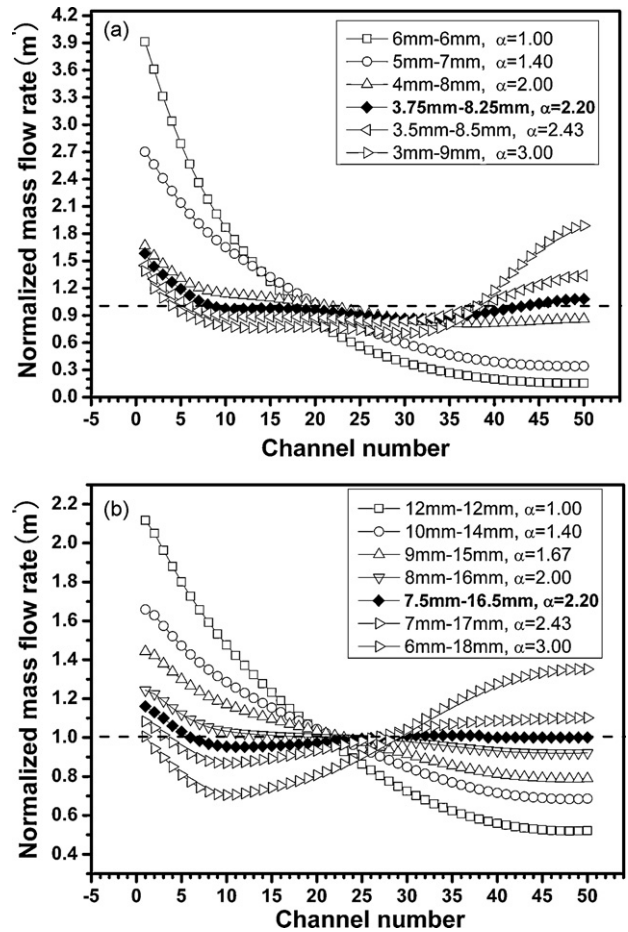 (a)
6mm-6mm, α=1.00
5mm-7mm, α=1.40
4mm-8mm, α=2.00
3.75mm-8.25mm, α=2.20
3.5mm-8.5mm, α=2.43
3mm-9mm, α=3.00
Normalized mass flow rate (m')
4.2
3.9
3.6
3.3
3.0
2.7
2.4
2.1
1.8
1.5
1.2
0.9
0.6
0.3
0.0
-5 0 5 10 15 20 25 30 35 40 45 50
Channel number
(b)
12mm-12mm, α=1.00
10mm-14mm, α=1.40
9mm-15mm, α=1.67
8mm-16mm, α=2.00
7.5mm-16.5mm, α=2.20
7mm-17mm, α=2.43
6mm-18mm, α=3.00
Normalized mass flow rate (m')
2.2
2.0
1.8
1.6
1.4
1.2
1.0
0.8
0.6
0.4
-5 0 5 10 15 20 25 30 35 40 45 50
Channel number